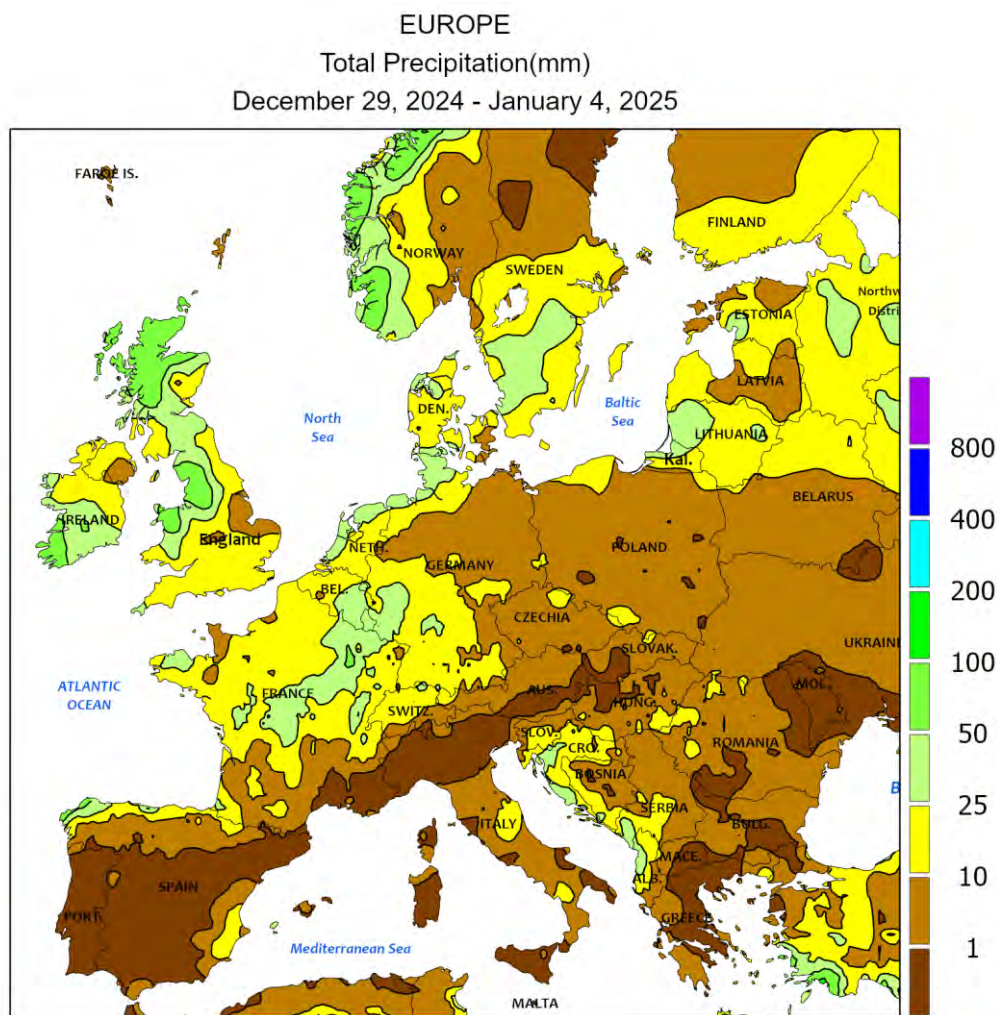 EUROPE
Total Precipitation(mm)
December 29, 2024 - January 4, 2025
FAROE IS.
FINLAND
NORWAY
SWEDEN
Northw
Distri
ESTONIA
LATVIA
North
Sea
DEN.
Baltic
Sea
LITHUANIA
Kal.
800
BELARUS
400
IRELAND
England
NETH.
POLAND
GERMANY
BEL.
200
CZECHIA
UKRAINE
SLOVAK.
100
ATLANTIC
OCEAN
FRANCE
AUS.
MOL.
SWITZ.
HUNG.
SLOV.
CRO.
ROMANIA
50
BOSNIA
B
25
SERBIA
ITALY
BULG.
MACE.
10
SPAIN
ALB.
PORT.
GREECE
Mediterranean Sea
1
MALTA